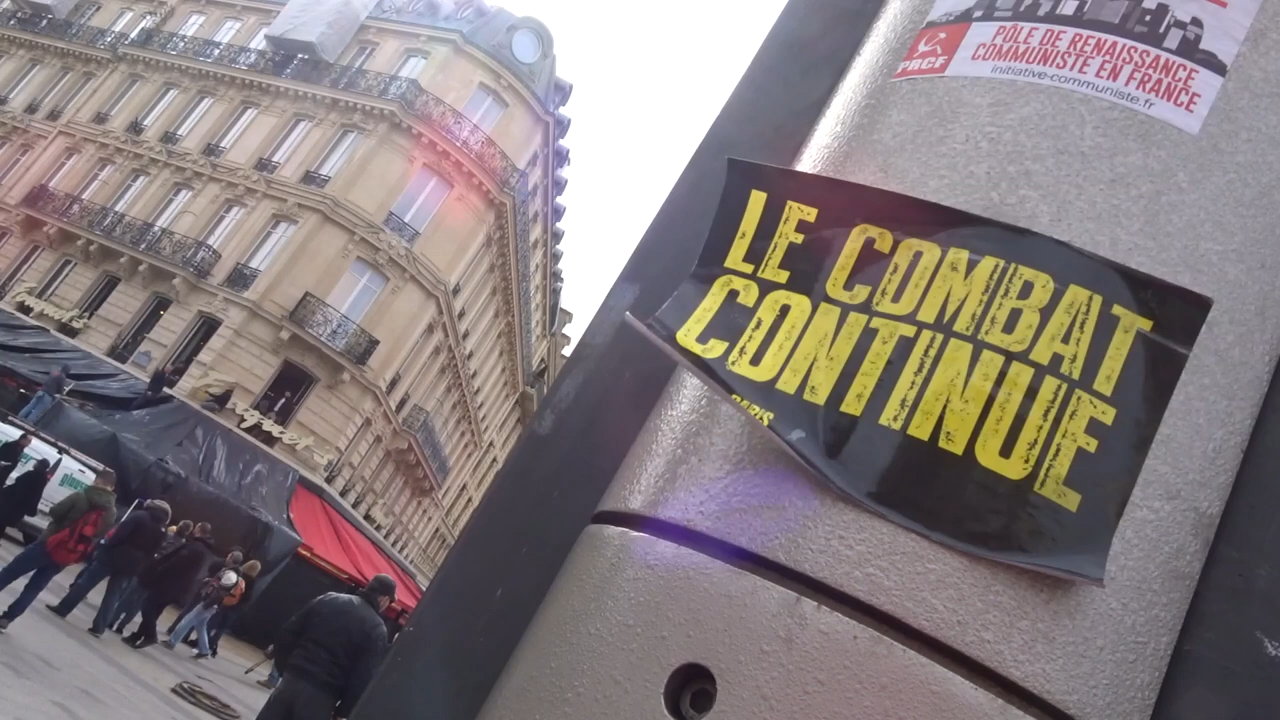 PRCF
PÔLE DE RENAISSANCE
COMMUNISTE EN FRANCE
initiative-communiste.fr
LE COMBAT
CONTINUE
PARIS